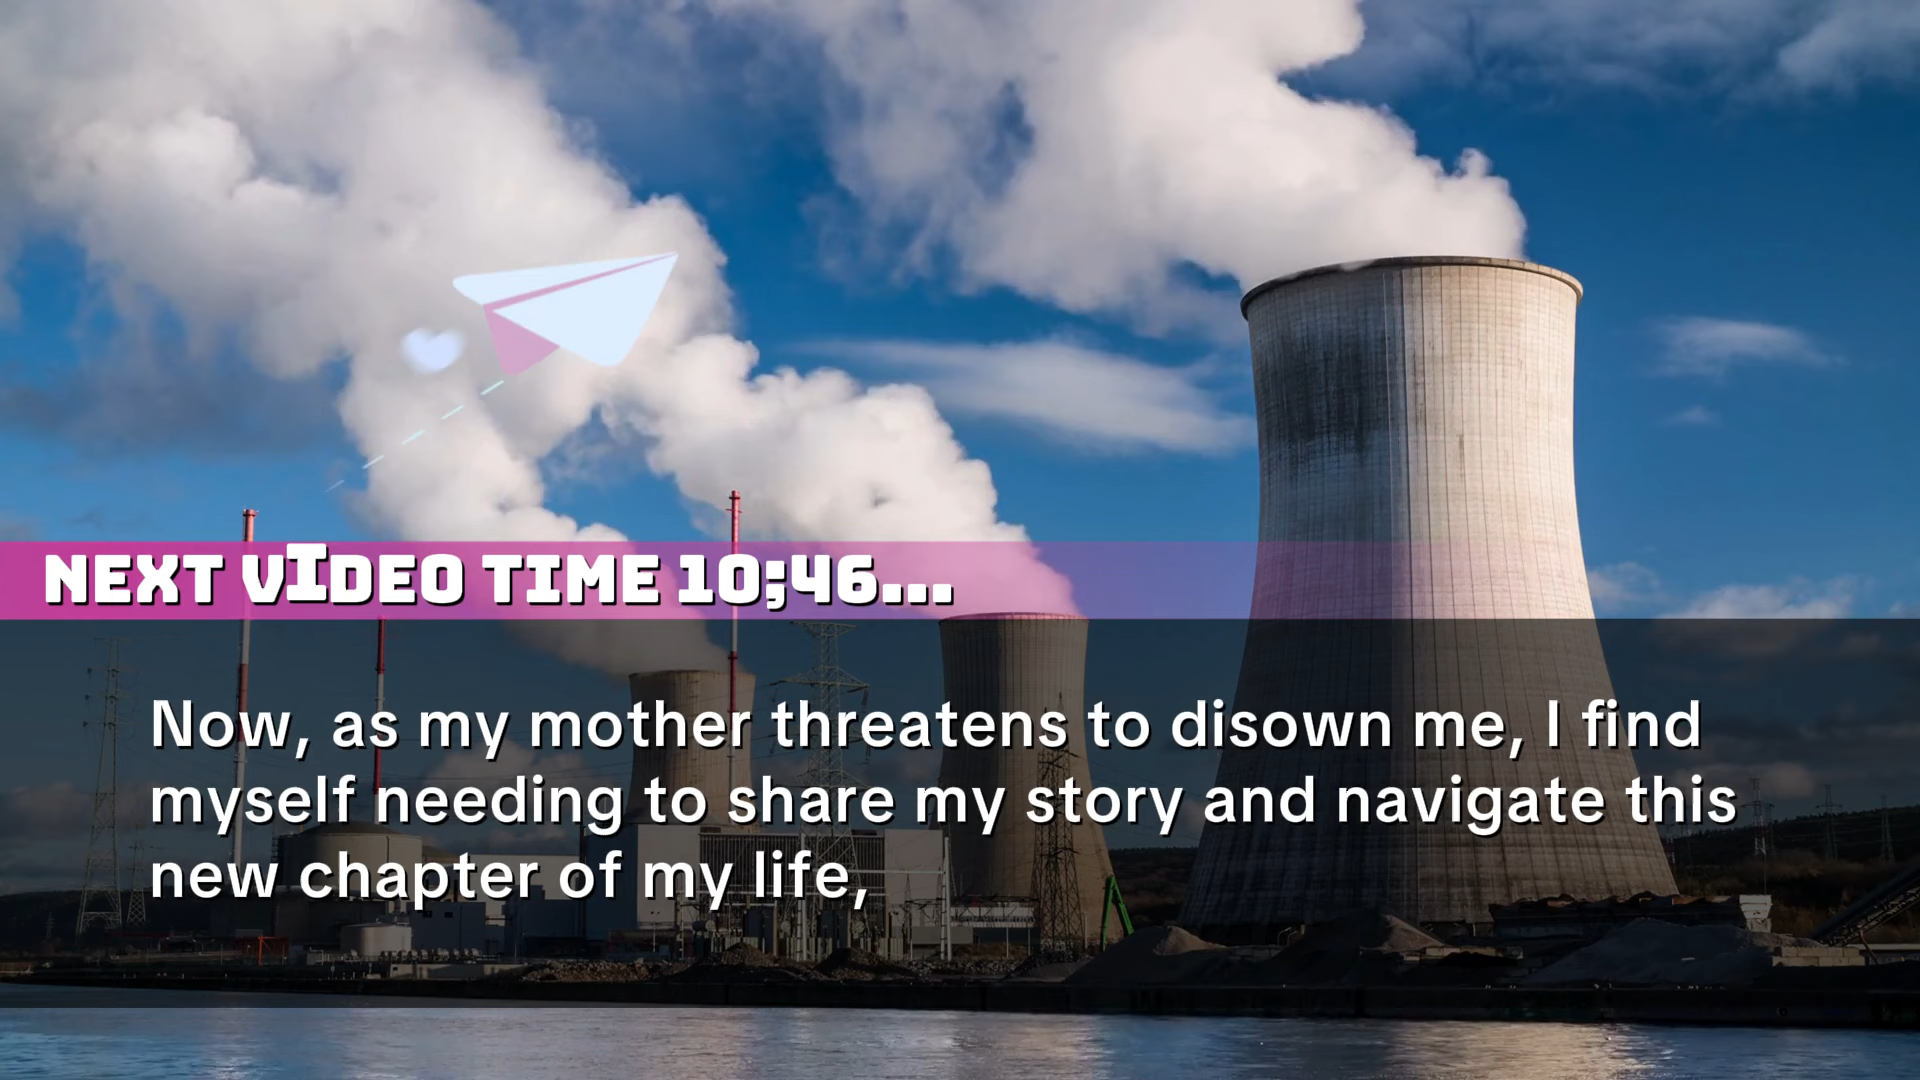 NEXT VIDEO TIME 10;46...
Now, as my mother threatens to disown me, I find
myself needing to share my story and navigate this
new chapter of my life,